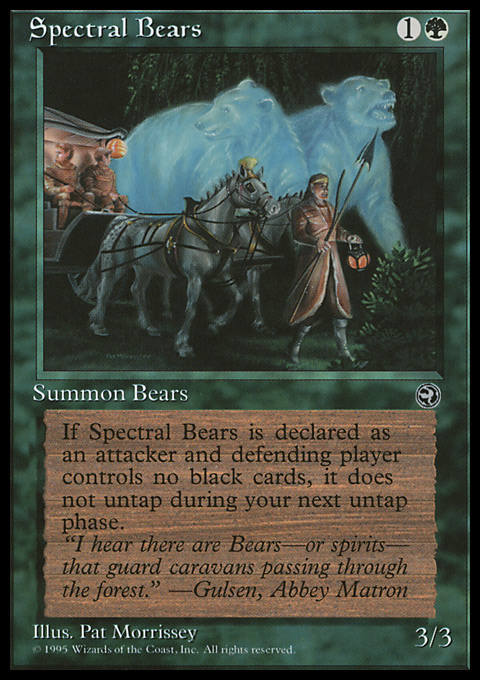 Spectral Bears 1
Summon Bears
If Spectral Bears is declared as
an attacker and defending player
controls no black cards, it does
not untap during your next untap
phase.
“I hear there are Bears—or spirits—
that guard caravans passing through
the forest.” —Gulsen, Abbey Matron
Illus. Pat Morrissey
3/3
© 1995 Wizards of the Coast, Inc. All rights reserved.